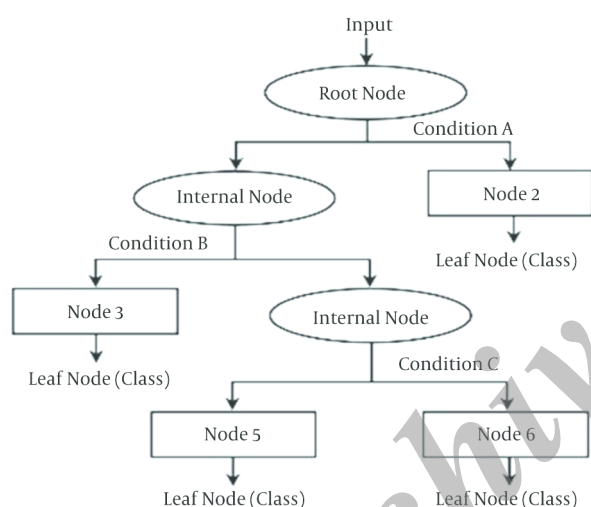 Input
Root Node
Condition A
Internal Node
Node 2
Condition B
Leaf Node (Class)
Node 3
Internal Node
Leaf Node (Class)
Condition C
Node 5
Node 6
Leaf Node (Class)
Leaf Node (Class)